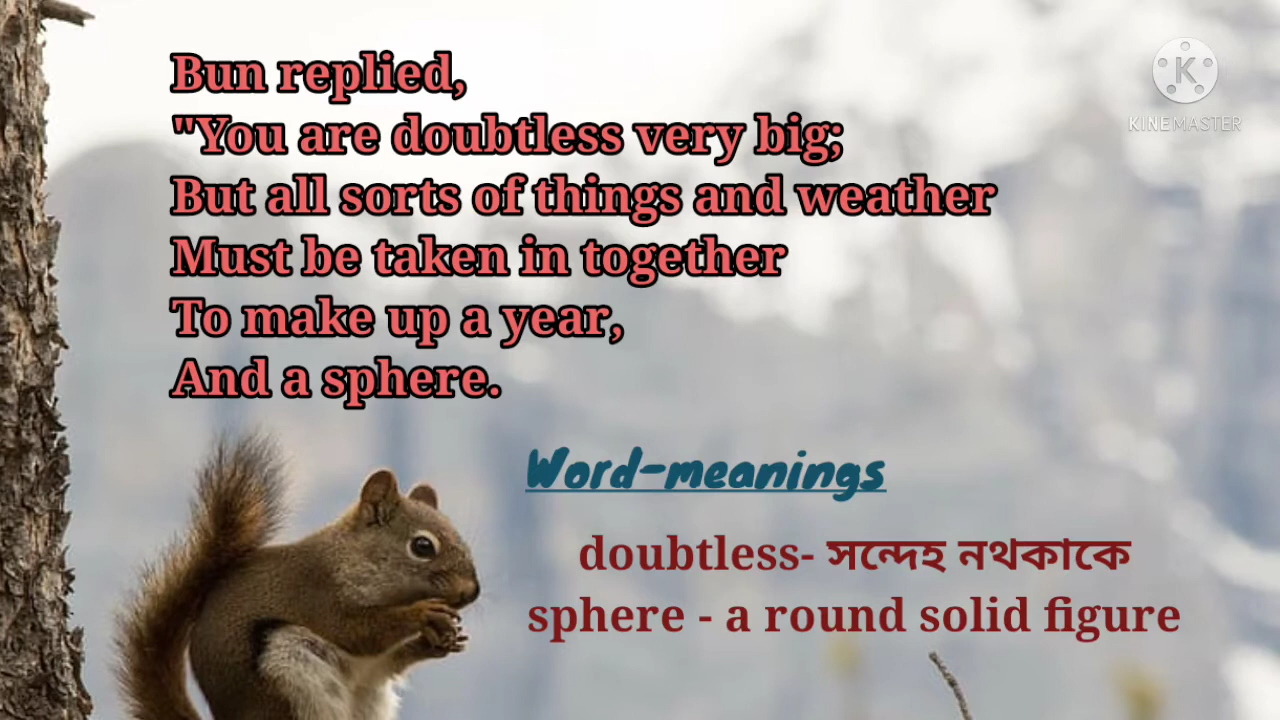 Bun replied,
"You are doubtless very big;
But all sorts of things and weather
Must be taken in together
To make up a year,
And a sphere.
Word-meanings
doubtless- সন্দেহ নথকাকে
sphere - a round solid figure
K
KINEMASTER